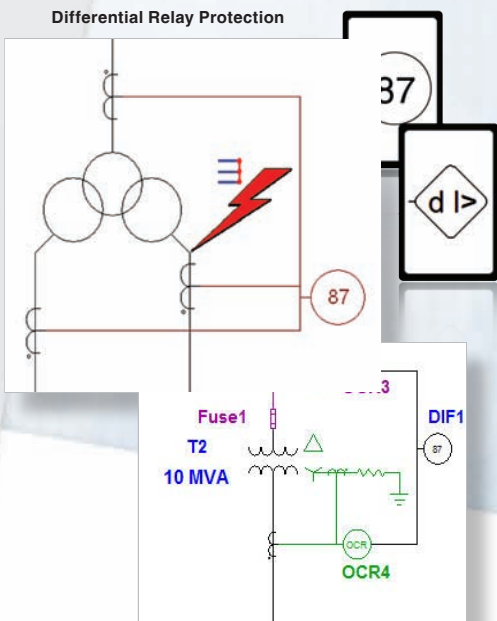 Differential Relay Protection
87
d I>
87
Fuse1
DIF1
T2
87
10 MVA
OCR
OCR4